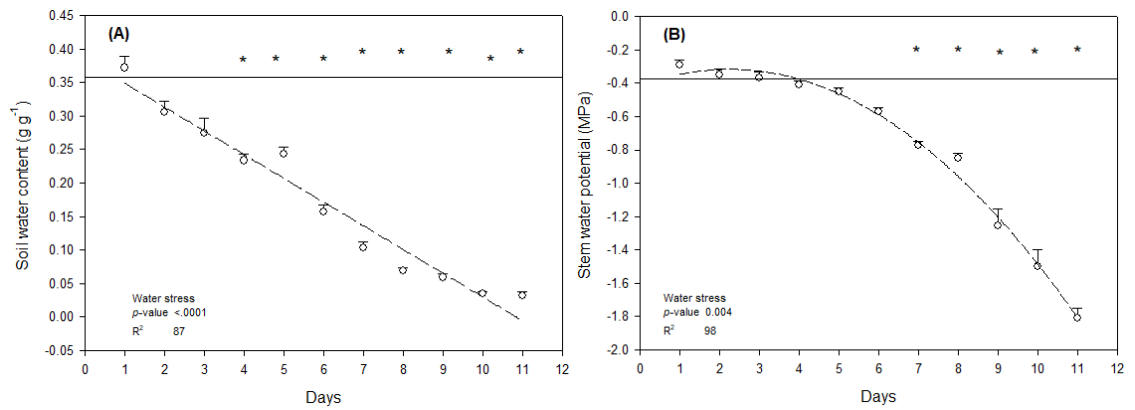 (A)
* * * * * * * *
Soil water content (g g⁻¹)
0.45
0.40
0.35
0.30
0.25
0.20
0.15
0.10
0.05
0.00
-0.05
Water stress
p-value <.0001
R² 87
0 1 2 3 4 5 6 7 8 9 10 11 12
Days
(B)
* * * * *
Stem water potential (MPa)
0.0
-0.2
-0.4
-0.6
-0.8
-1.0
-1.2
-1.4
-1.6
-1.8
-2.0
Water stress
p-value 0.004
R² 98
0 1 2 3 4 5 6 7 8 9 10 11 12
Days